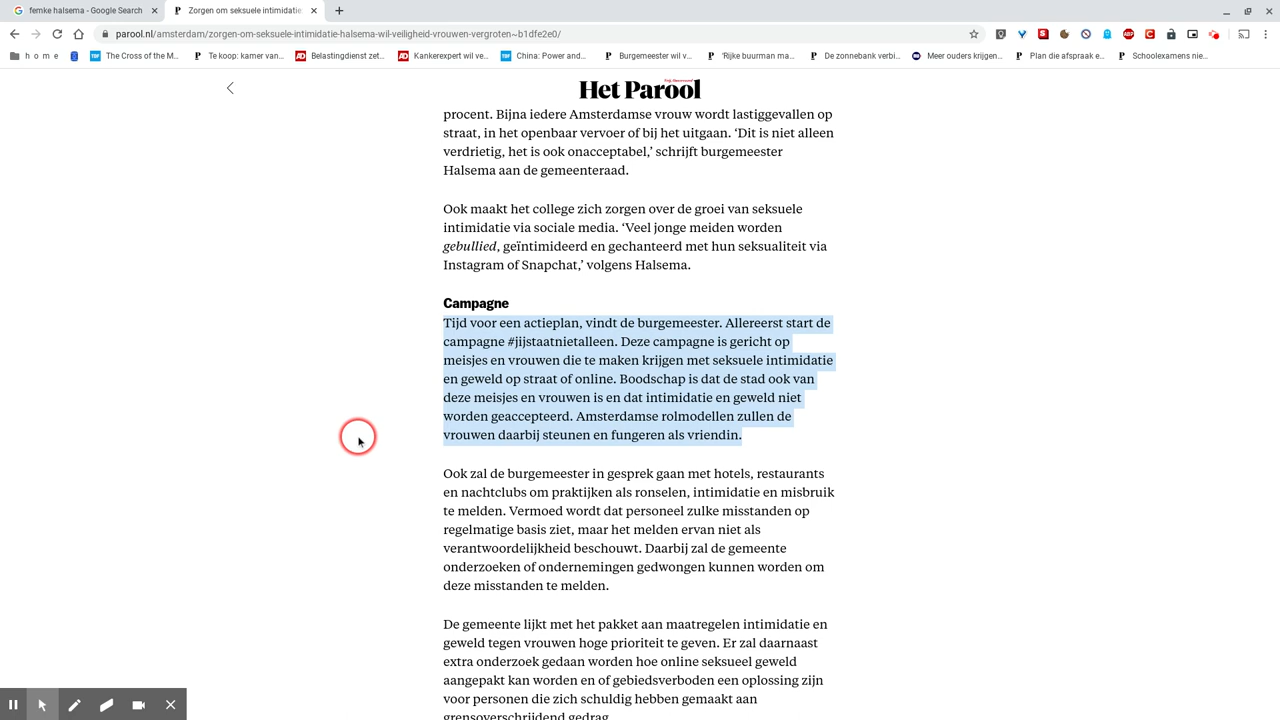 femke halsema - Google Search
Zorgen om seksuele intimidatie
parool.nl/amsterdam/zorgen-om-seksuele-intimidatie-halsema-wil-veiligheid-vrouwen-vergroten~b1dfe2e0/
h o m e
The Cross of the M...
Te koop: kamer van...
Belastingdienst zet...
Kankerexpert wil ve...
China: Power and...
Burgemeester wil v...
'Rijke buurman ma...
De zonnebank verbi...
Meer ouders krijgen...
Plan die afspraak e...
Schoolexamens nie...
Het Parool
procent. Bijna iedere Amsterdamse vrouw wordt lastiggevallen op
straat, in het openbaar vervoer of bij het uitgaan. ‘Dit is niet alleen
verdrietig, het is ook onacceptabel,’ schrijft burgemeester
Halsema aan de gemeenteraad.
Ook maakt het college zich zorgen over de groei van seksuele
intimidatie via sociale media. ‘Veel jonge meiden worden
gebullied, geïntimideerd en gechanteerd met hun seksualiteit via
Instagram of Snapchat,’ volgens Halsema.
Campagne
Tijd voor een actieplan, vindt de burgemeester. Allereerst start de
campagne #jijstaatnietalleen. Deze campagne is gericht op
meisjes en vrouwen die te maken krijgen met seksuele intimidatie
en geweld op straat of online. Boodschap is dat de stad ook van
deze meisjes en vrouwen is en dat intimidatie en geweld niet
worden geaccepteerd. Amsterdamse rolmodellen zullen de
vrouwen daarbij steunen en fungeren als vriendin.
Ook zal de burgemeester in gesprek gaan met hotels, restaurants
en nachtclubs om praktijken als ronselen, intimidatie en misbruik
te melden. Vermoed wordt dat personeel zulke misstanden op
regelmatige basis ziet, maar het melden ervan niet als
verantwoordelijkheid beschouwt. Daarbij zal de gemeente
onderzoeken of ondernemingen gedwongen kunnen worden om
deze misstanden te melden.
De gemeente lijkt met het pakket aan maatregelen intimidatie en
geweld tegen vrouwen hoge prioriteit te geven. Er zal daarnaast
extra onderzoek gedaan worden hoe online seksueel geweld
aangepakt kan worden en of gebiedsverboden een oplossing zijn
voor personen die zich schuldig hebben gemaakt aan
grensoverschrijdend gedrag.